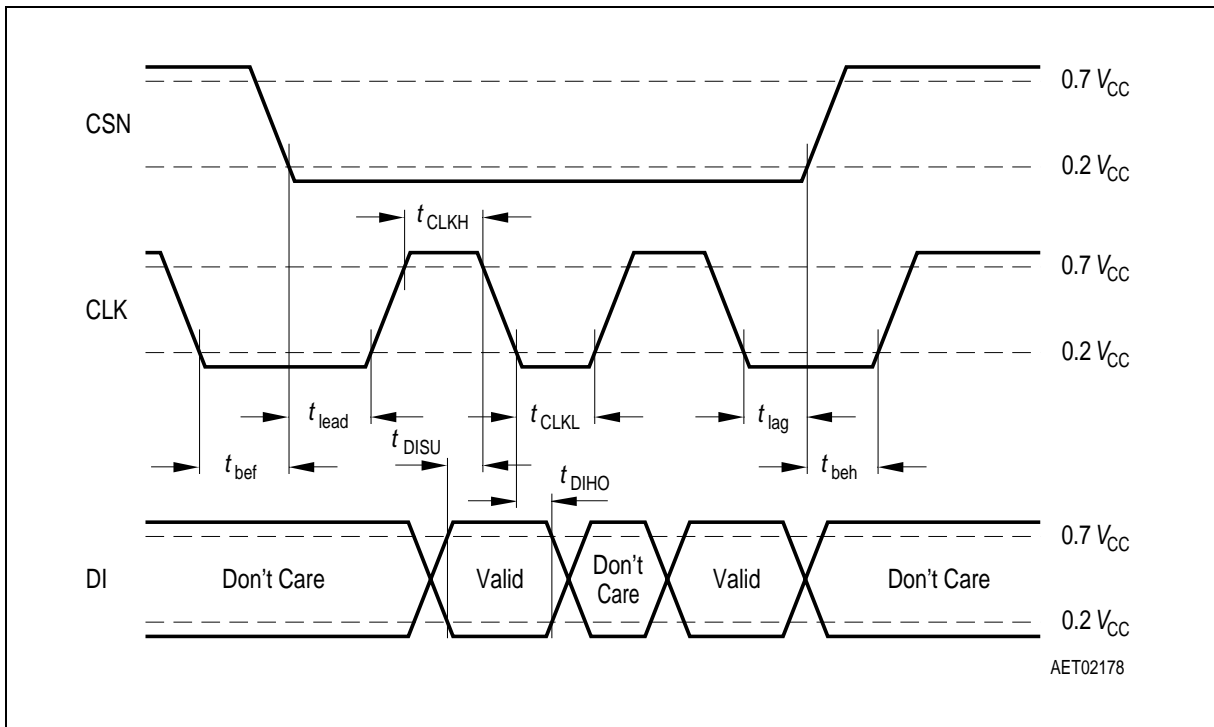 0.7 VCC
CSN
0.2 VCC
tCLKH
0.7 VCC
CLK
0.2 VCC
tlead
tCLKL
tlag
tDISU
tbef
tDIHO
tbeh
0.7 VCC
DI
Don't Care
Valid
Don't
Care
Valid
Don't Care
0.2 VCC
AET02178